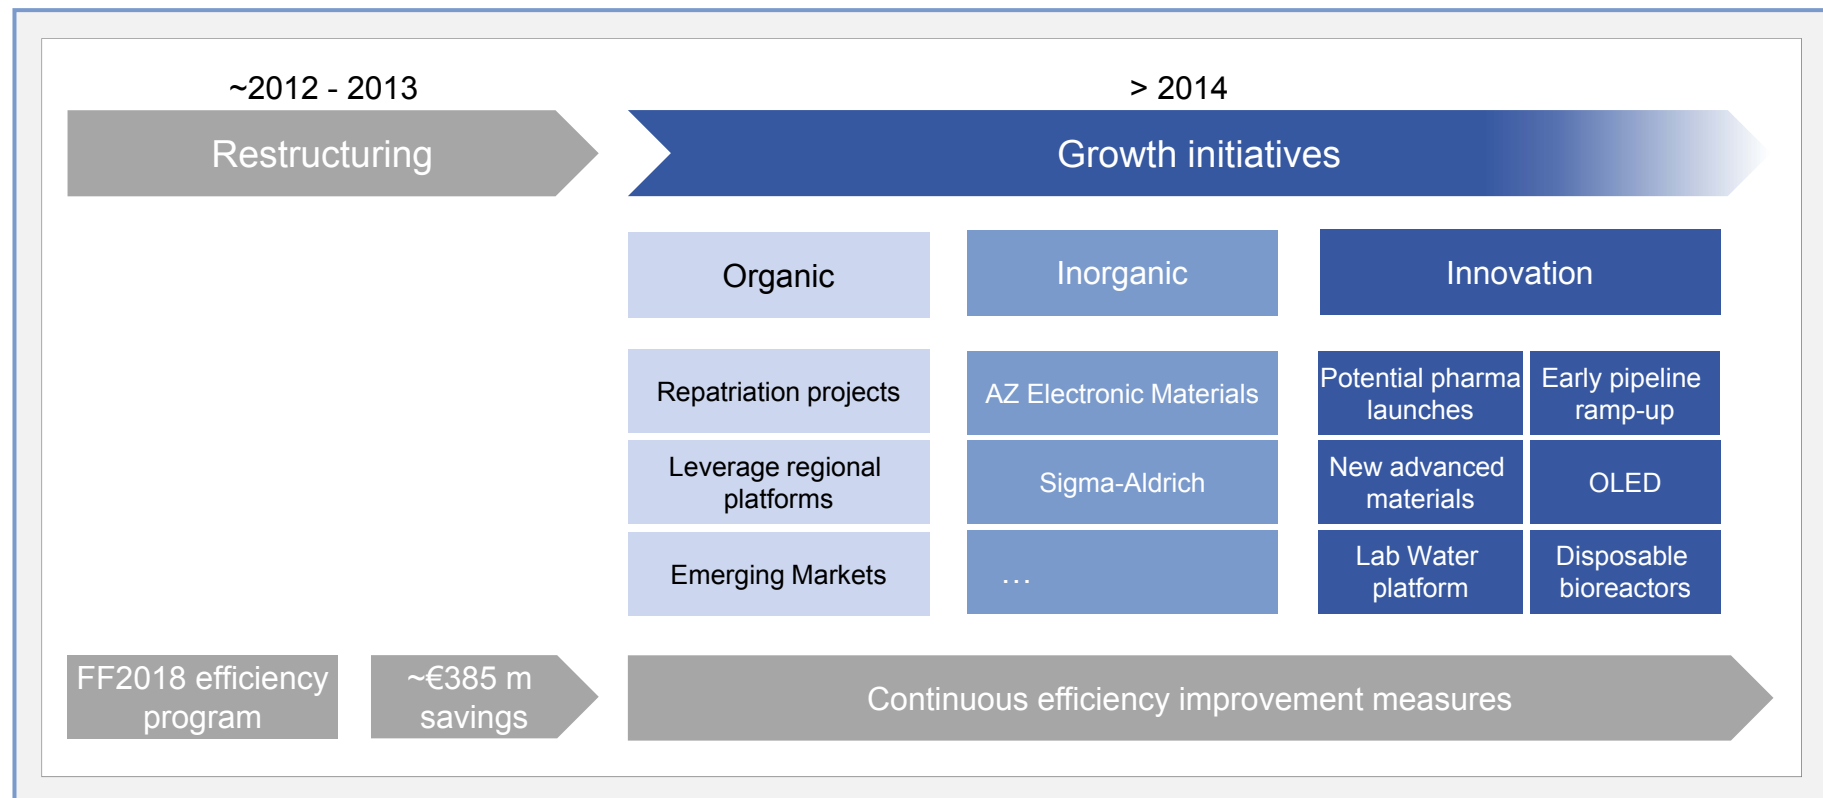 ~2012 - 2013
> 2014
Restructuring
Growth initiatives
Organic
Inorganic
Innovation
Repatriation projects
AZ Electronic Materials
Potential pharma
launches
Early pipeline
ramp-up
Leverage regional
platforms
Sigma-Aldrich
New advanced
materials
OLED
Emerging Markets
…
Lab Water
platform
Disposable
bioreactors
FF2018 efficiency
program
~€385 m
savings
Continuous efficiency improvement measures